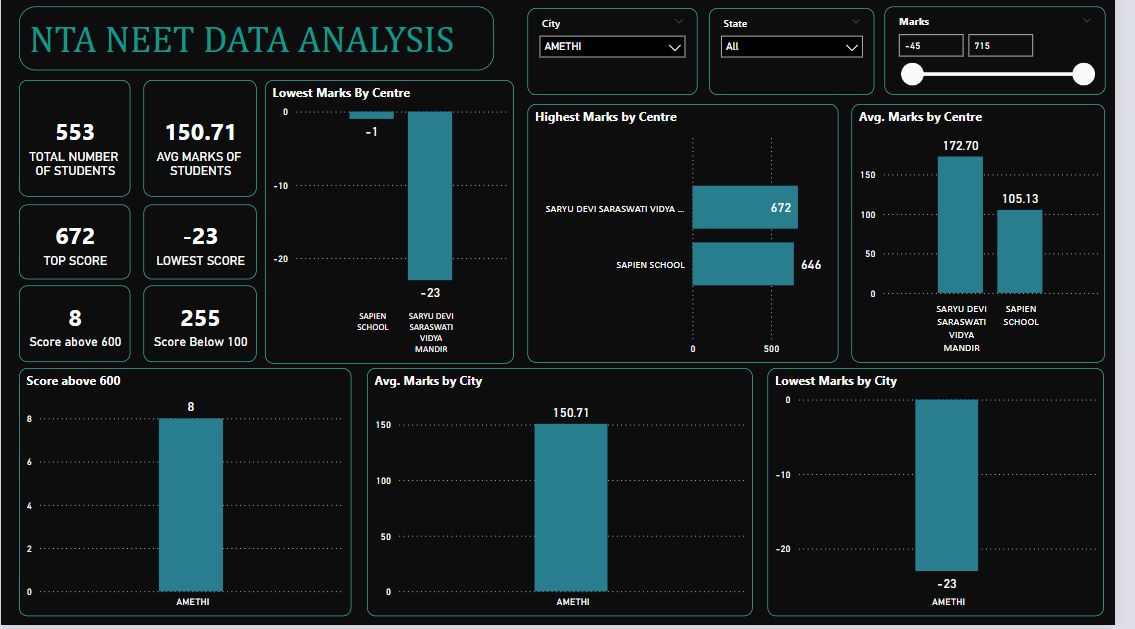 NTA NEET DATA ANALYSIS
City
AMETHI
State
All
Marks
-45
715
553
TOTAL NUMBER
OF STUDENTS
150.71
AVG MARKS OF
STUDENTS
672
TOP SCORE
-23
LOWEST SCORE
8
Score above 600
255
Score Below 100
Lowest Marks By Centre
0
-10
-20
-1
-23
SAPIEN
SCHOOL
SARYU DEVI
SARASWATI
VIDYA
MANDIR
Highest Marks by Centre
SARYU DEVI SARASWATI VIDYA ...
672
SAPIEN SCHOOL
646
0
500
Avg. Marks by Centre
150
100
50
0
172.70
105.13
SARYU DEVI
SARASWATI
VIDYA
MANDIR
SAPIEN
SCHOOL
Score above 600
8
6
4
2
0
8
AMETHI
Avg. Marks by City
150
100
50
0
150.71
AMETHI
Lowest Marks by City
0
-10
-20
-23
AMETHI